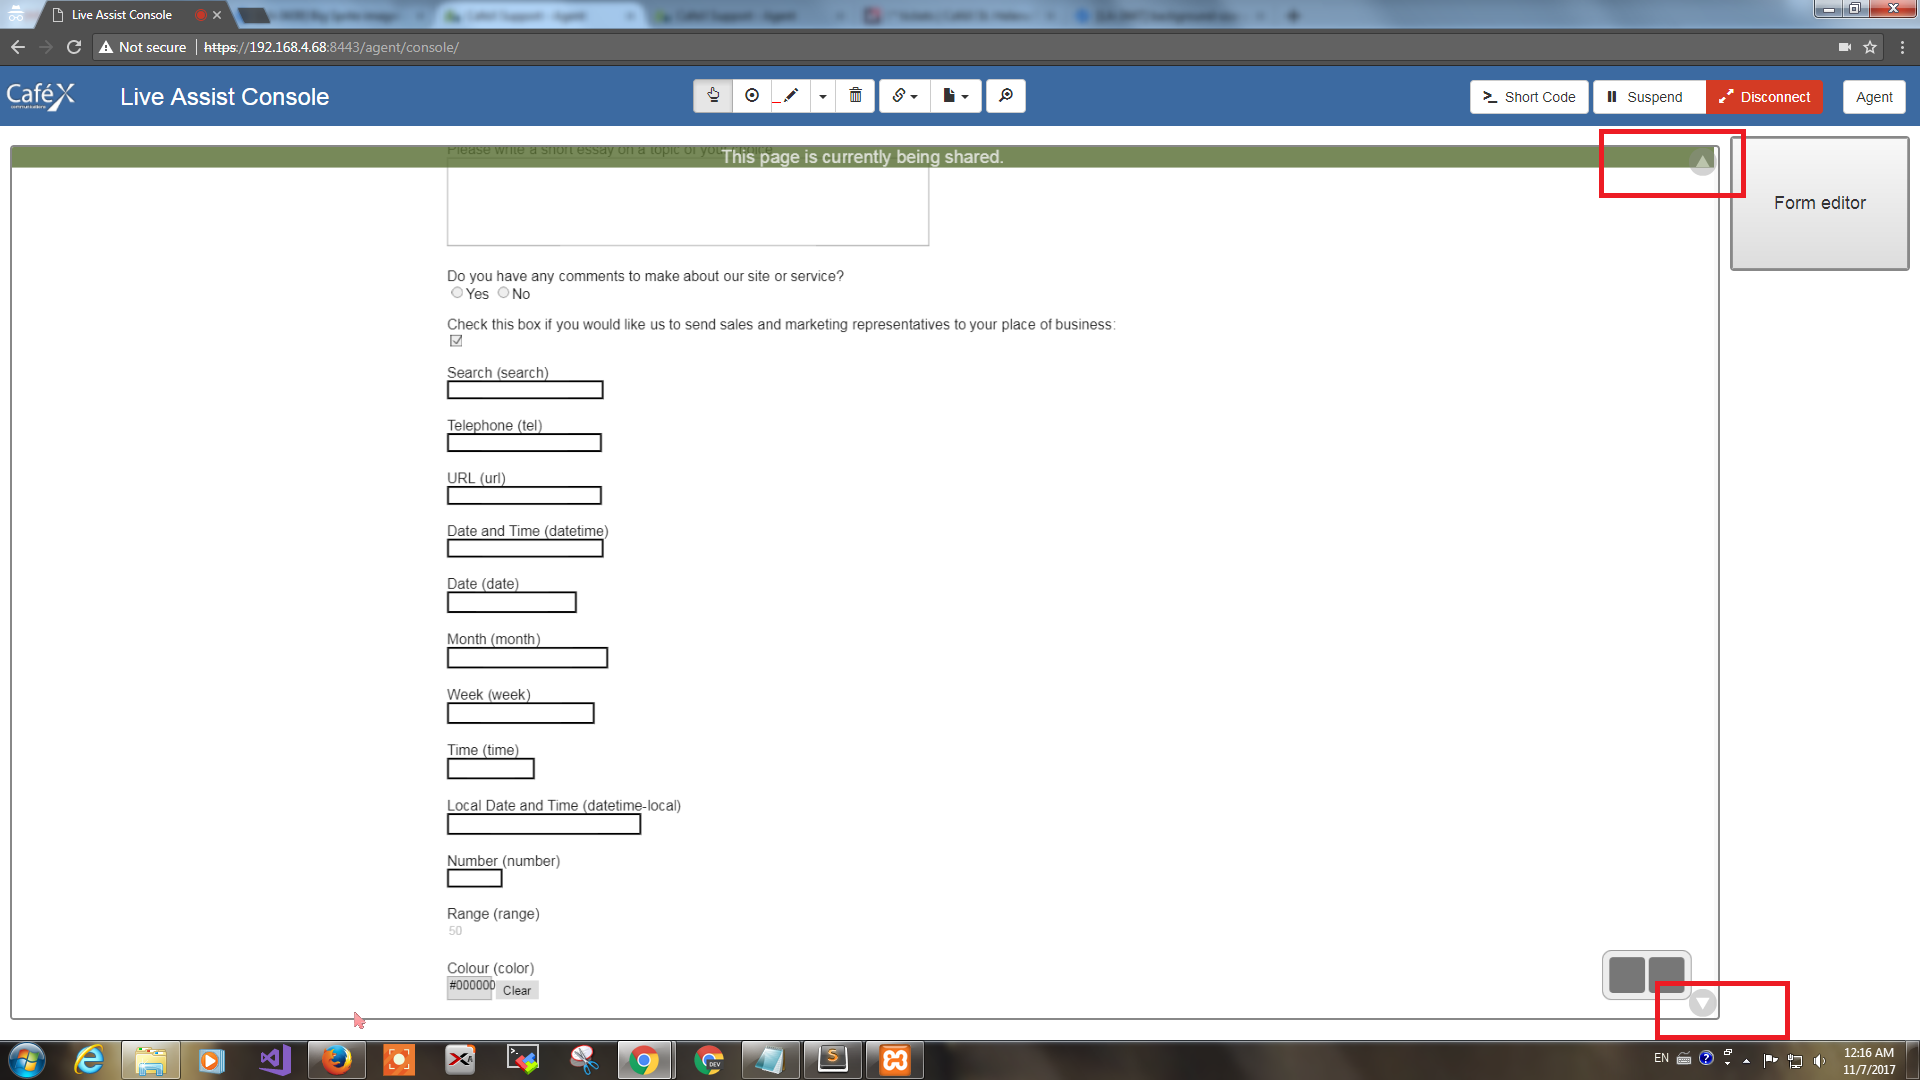 Live Assist Console
Not secure
https://192.168.4.68:8443/agent/console/
CaféX
communications
Live Assist Console
Short Code
Suspend
Disconnect
Agent
Please write a short essay on a topic of your choice
This page is currently being shared.
Form editor
Do you have any comments to make about our site or service?
Yes No
Check this box if you would like us to send sales and marketing representatives to your place of business:
Search (search)
Telephone (tel)
URL (url)
Date and Time (datetime)
Date (date)
Month (month)
Week (week)
Time (time)
Local Date and Time (datetime-local)
Number (number)
Range (range)
50
Colour (color)
#000000
Clear
DEV
EN
12:16 AM
11/7/2017